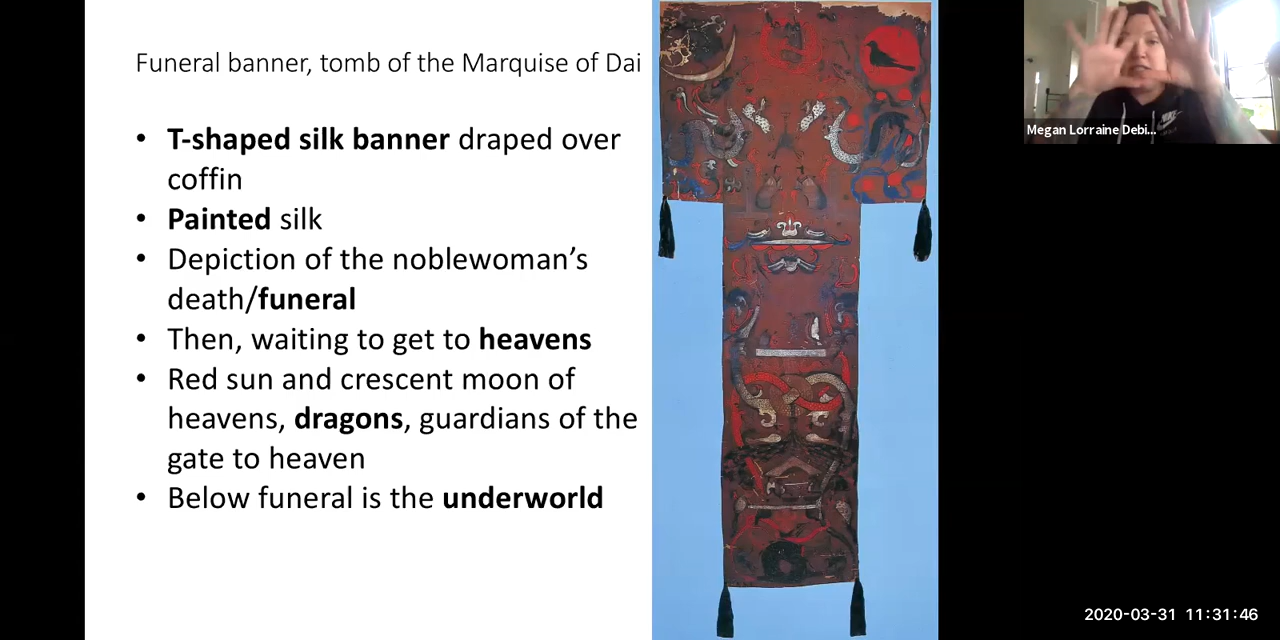 Funeral banner, tomb of the Marquise of Dai
• T-shaped silk banner draped over
coffin
• Painted silk
• Depiction of the noblewoman’s
death/funeral
• Then, waiting to get to heavens
• Red sun and crescent moon of
heavens, dragons, guardians of the
gate to heaven
• Below funeral is the underworld
NIKE
Megan Lorraine Debi...
2020-03-31 11:31:46